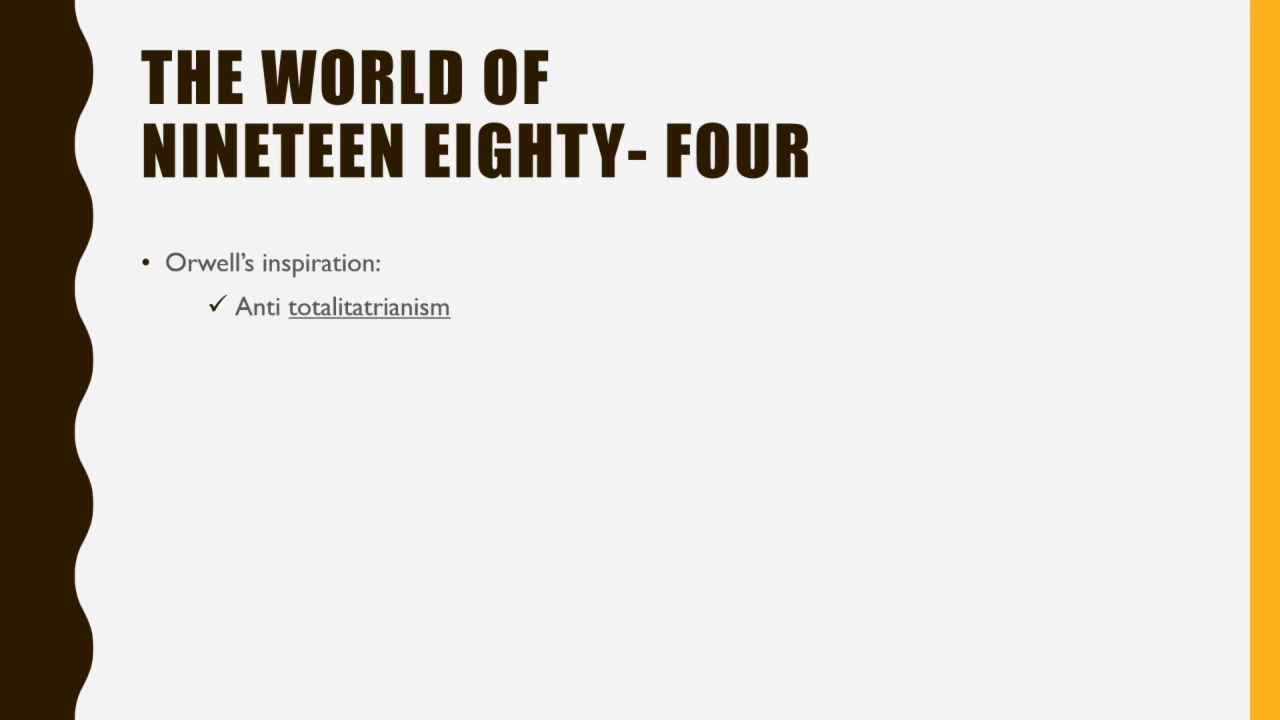 THE WORLD OF
NINETEEN EIGHTY- FOUR
• Orwell’s inspiration:
✓ Anti totalitatrianism